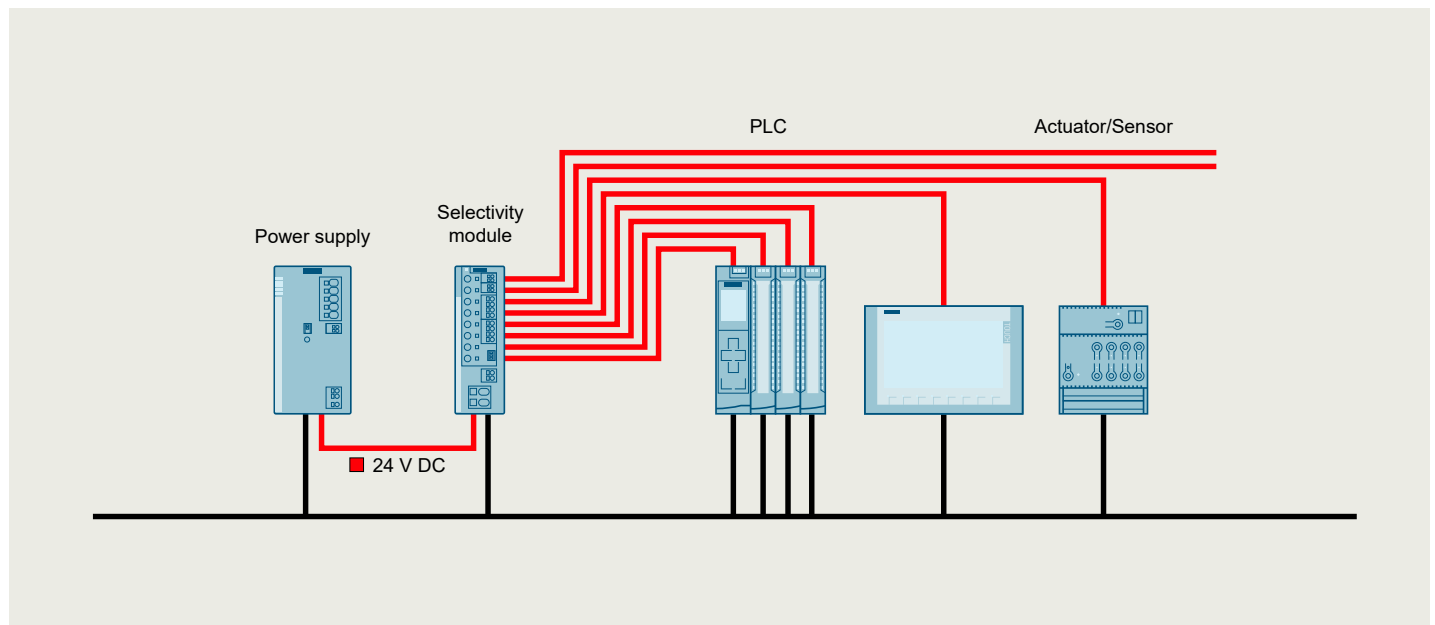 PLC
Actuator/Sensor
Selectivity
module
Power supply
24 V DC